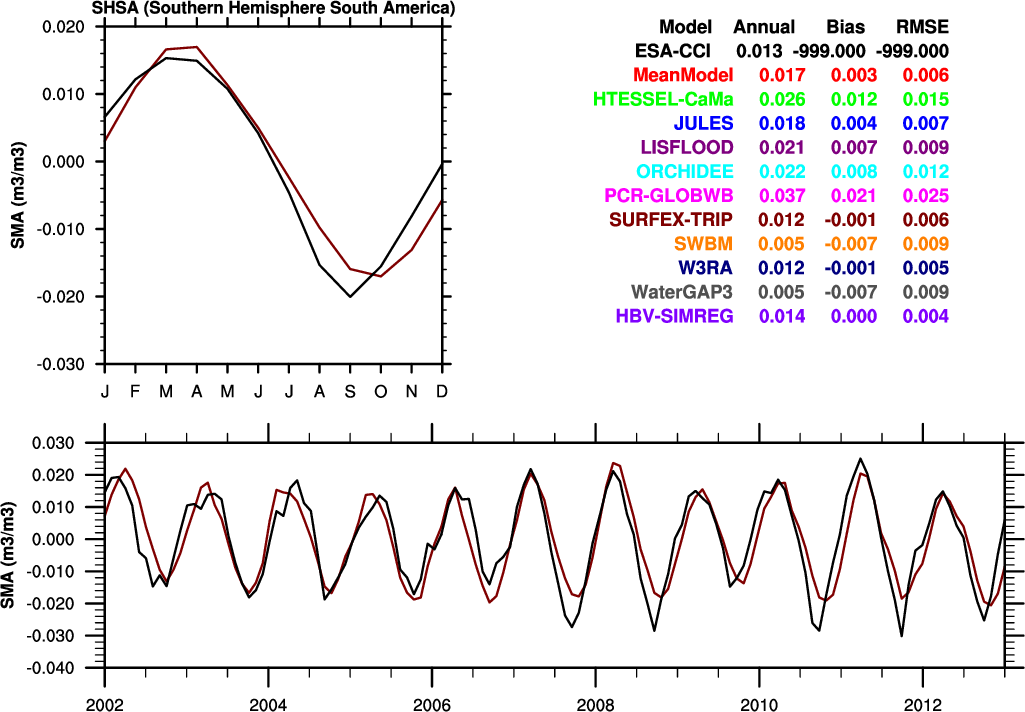 SHSA (Southern Hemisphere South America)
0.020
0.010
0.000
-0.010
-0.020
-0.030
SMA (m3/m3)
J F M A M J J A S O N D
Model Annual Bias RMSE
ESA-CCI 0.013 -999.000 -999.000
MeanModel 0.017 0.003 0.006
HTESSEL-CaMa 0.026 0.012 0.015
JULES 0.018 0.004 0.007
LISFLOOD 0.021 0.007 0.009
ORCHIDEE 0.022 0.008 0.012
PCR-GLOBWB 0.037 0.021 0.025
SURFEX-TRIP 0.012 -0.001 0.006
SWBM 0.005 -0.007 0.009
W3RA 0.012 -0.001 0.005
WaterGAP3 0.005 -0.007 0.009
HBV-SIMREG 0.014 0.000 0.004
0.030
0.020
0.010
0.000
-0.010
-0.020
-0.030
-0.040
SMA (m3/m3)
2002 2004 2006 2008 2010 2012